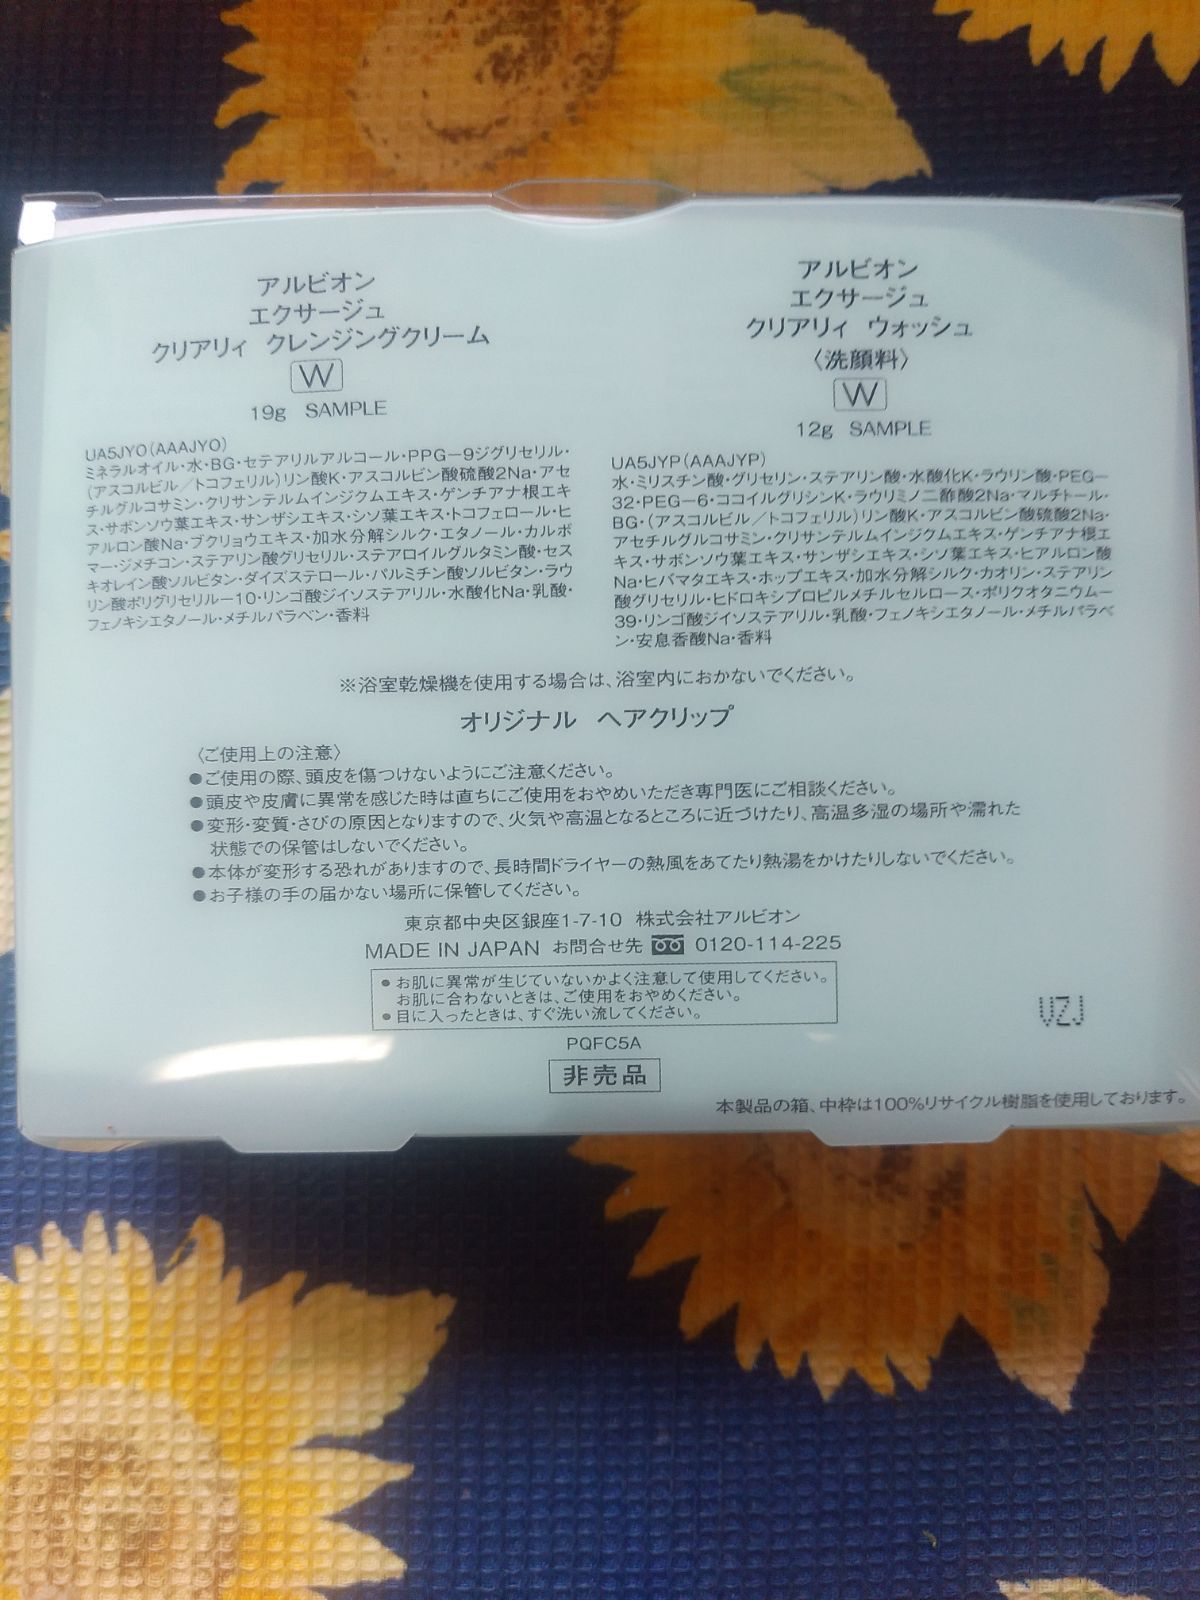 アルビオン
エクサージュ
クリアリィ クレンジングクリーム
W
19g SAMPLE
UA5JYO(AAAJYO)
ミネラルオイル・水・BG・セテアリルアルコール・PPG-9ジグリセリル・
(アスコルビル/トコフェリル)リン酸K・アスコルビン酸硫酸2Na・アセ
チルグルコサミン・クリサンテルムインジクムエキス・ゲンチアナ根エキ
ス・サボンソウ葉エキス・サンザシエキス・シソ葉エキス・トコフェロール・ヒ
アルロン酸Na・ブクリョウエキス・加水分解シルク・エタノール・カルボ
マー・ジメチコン・ステアリン酸グリセリル・ステアロイルグルタミン酸・セス
キオレイン酸ソルビタン・ダイズステロール・パルミチン酸ソルビタン・ラウ
リン酸ポリグリセリル-10・リンゴ酸ジイソステアリル・水酸化Na・乳酸・
フェノキシエタノール・メチルパラベン・香料
アルビオン
エクサージュ
クリアリィ ウォッシュ
〈洗顔料〉
W
12g SAMPLE
UA5JYP(AAAJYP)
水・ミリスチン酸・グリセリン・ステアリン酸・水酸化K・ラウリン酸・PEG-
32・PEG-6・ココイルグリシンK・ラウリミノ二酢酸2Na・マルチトール・
BG・(アスコルビル/トコフェリル)リン酸K・アスコルビン酸硫酸2Na・
アセチルグルコサミン・クリサンテルムインジクムエキス・ゲンチアナ根エ
キス・サボンソウ葉エキス・サンザシエキス・シソ葉エキス・ヒアルロン酸
Na・ヒバマタエキス・ホップエキス・加水分解シルク・カオリン・ステアリン
酸グリセリル・ヒドロキシプロピルメチルセルロース・ポリクオタニウム-
39・リンゴ酸ジイソステアリル・乳酸・フェノキシエタノール・メチルパラベ
ン・安息香酸Na・香料
※浴室乾燥機を使用する場合は、浴室内におかないでください。
オリジナル ヘアクリップ
〈ご使用上の注意〉
●ご使用の際、頭皮を傷つけないようにご注意ください。
●頭皮や皮膚に異常を感じた時は直ちにご使用をおやめいただき専門医にご相談ください。
●変形・変質・さびの原因となりますので、火気や高温となるところに近づけたり、高温多湿の場所や濡れた
状態での保管はしないでください。
●本体が変形する恐れがありますので、長時間ドライヤーの熱風をあてたり熱湯をかけたりしないでください。
●お子様の手の届かない場所に保管してください。
東京都中央区銀座1-7-10 株式会社アルビオン
MADE IN JAPAN お問合せ先 0120-114-225
●お肌に異常が生じていないかよく注意して使用してください。
お肌に合わないときは、ご使用をおやめください。
●目に入ったときは、すぐ洗い流してください。
VZJ
PQFC5A
非売品
本製品の箱、中枠は100%リサイクル樹脂を使用しております。